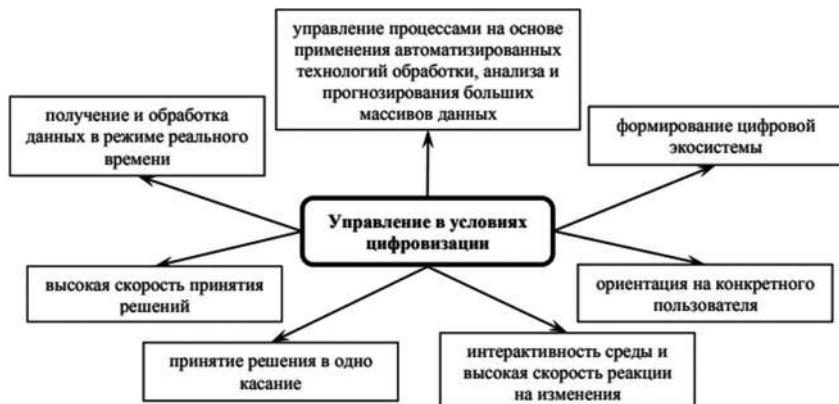 управление процессами на основе
применения автоматизированных
технологий обработки, анализа и
прогнозирования больших
массивов данных
получение и обработка
данных в режиме реального
времени
формирование цифровой
экосистемы
Управление в условиях
цифровизации
высокая скорость принятия
решений
ориентация на конкретного
пользователя
принятие решения в одно
касание
интерактивность среды и
высокая скорость реакции
на изменения